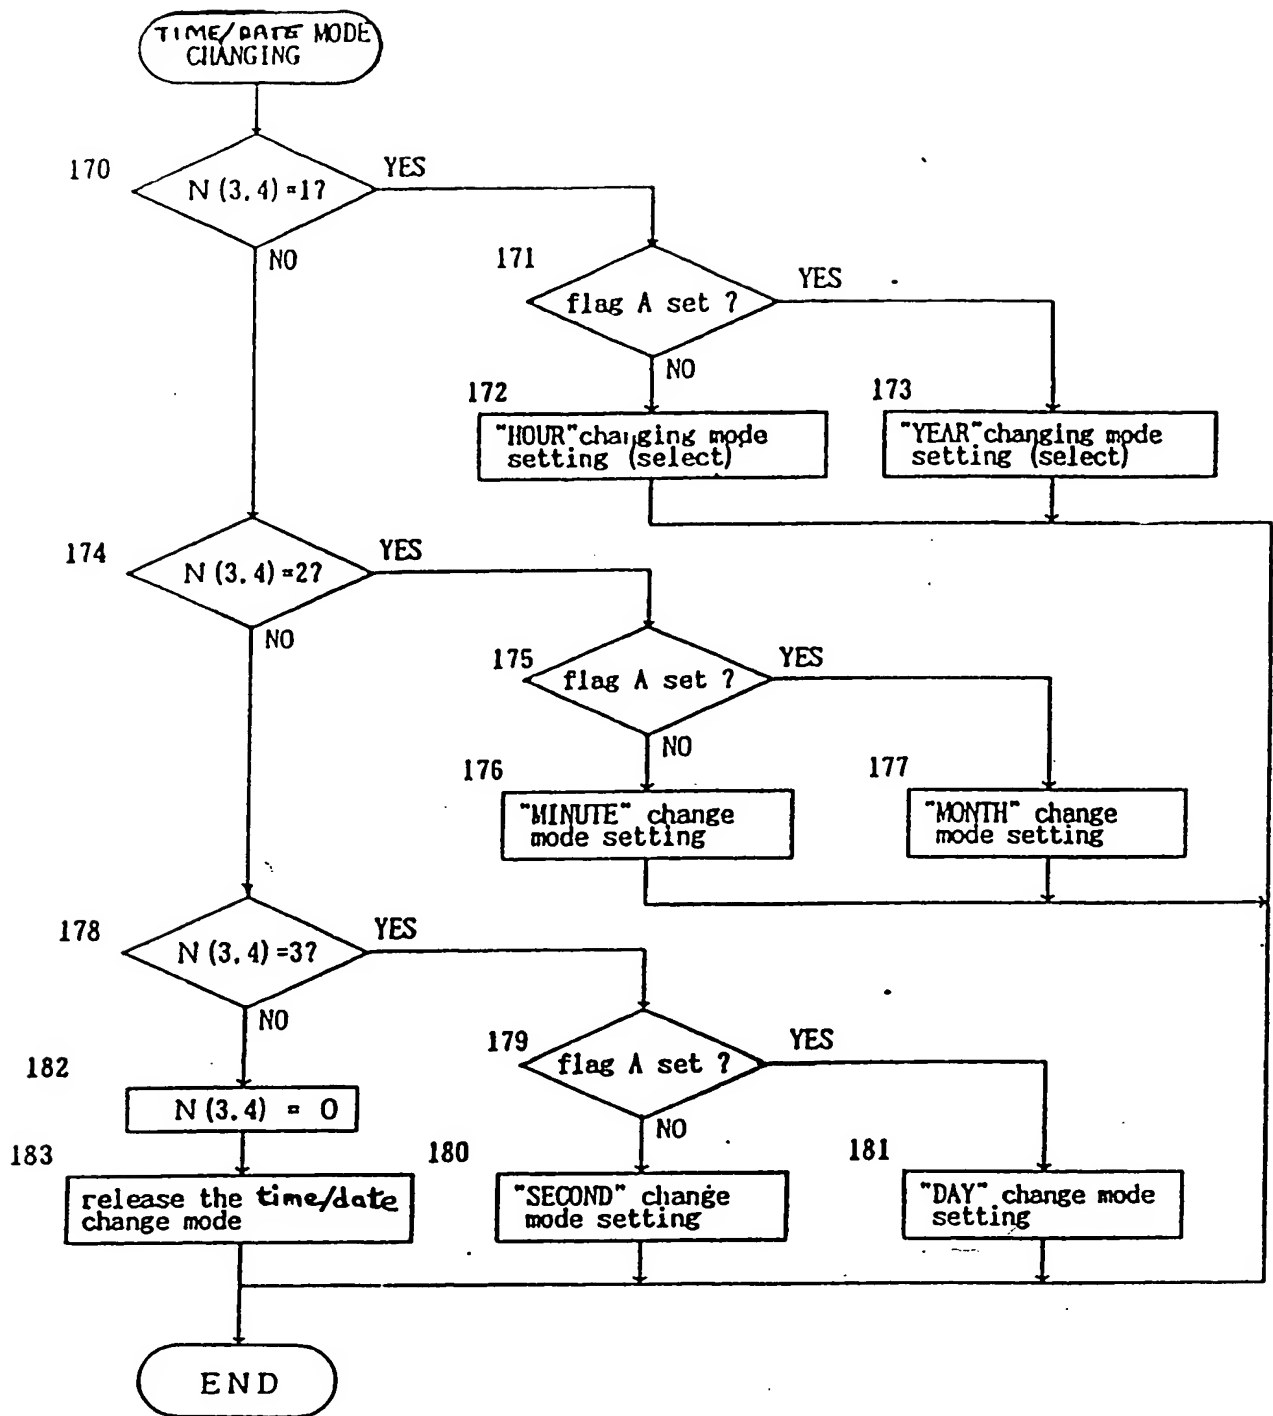 TIME/DATE MODE
CHANGING
170
N(3,4)=1?
YES
NO
171
flag A set ?
YES
NO
172
"HOUR"changing mode
setting (select)
173
"YEAR"changing mode
setting (select)
174
N(3,4)=2?
YES
NO
175
flag A set ?
YES
NO
176
"MINUTE" change
mode setting
177
"MONTH" change
mode setting
178
N(3,4)=3?
YES
NO
179
flag A set ?
YES
NO
182
N(3,4) = 0
183
release the time/date
change mode
180
"SECOND" change
mode setting
181
"DAY" change mode
setting
END